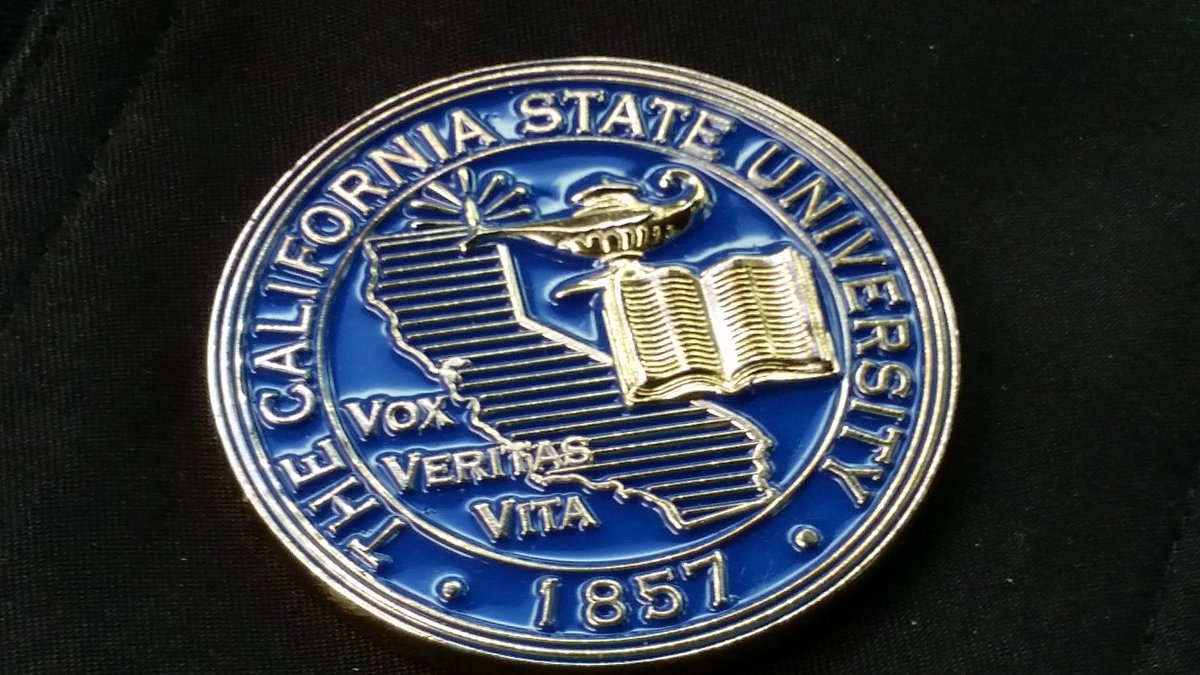 THE CALIFORNIA STATE UNIVERSITY
VOX
VERITAS
VITA
1857